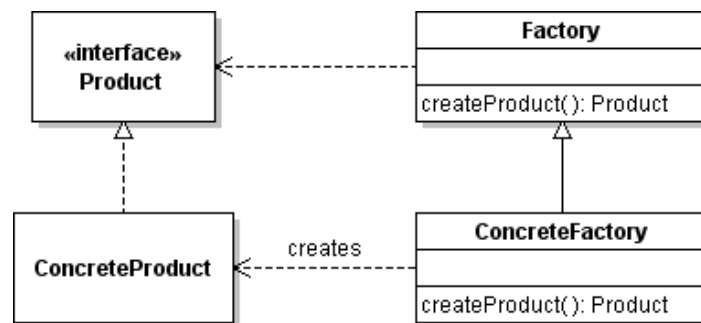 «interface»
Product
Factory
createProduct(): Product
ConcreteProduct
creates
ConcreteFactory
createProduct(): Product